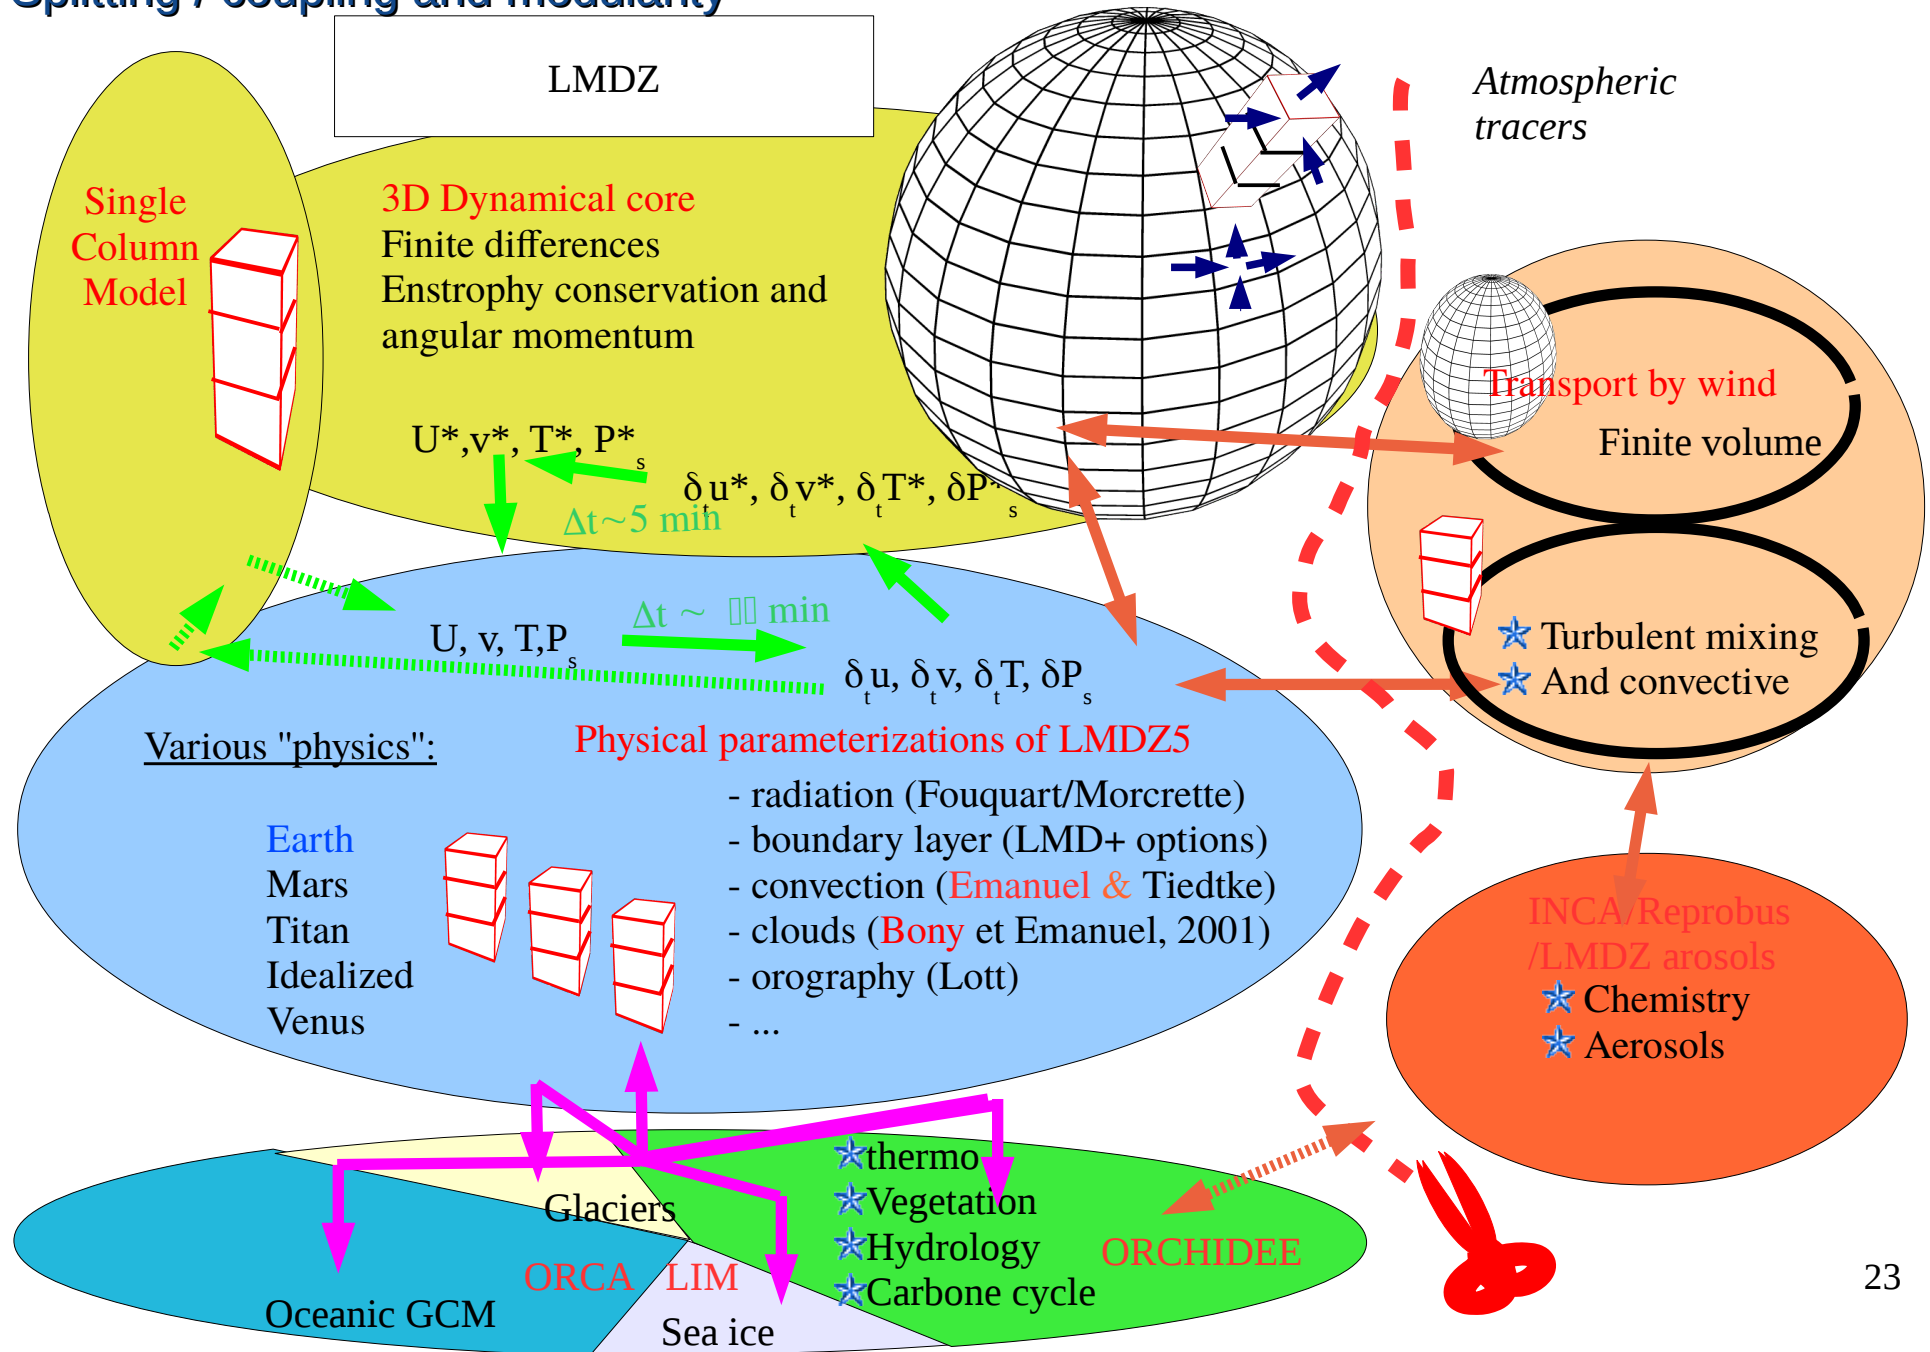 Splitting / coupling and modularity
LMDZ
Atmospheric
tracers
Single
Column
Model
3D Dynamical core
Finite differences
Enstrophy conservation and
angular momentum
U*,v*, T*, P*s
δtu*, δtv*, δtT*, δP*s
Δt~5 min
Transport by wind
Finite volume
Δt ~ min
U, v, T,Ps
δtu, δtv, δtT, δPs
Turbulent mixing
And convective
Various "physics":
Earth
Mars
Titan
Idealized
Venus
Physical parameterizations of LMDZ5
- radiation (Fouquart/Morcrette)
- boundary layer (LMD+ options)
- convection (Emanuel & Tiedtke)
- clouds (Bony et Emanuel, 2001)
- orography (Lott)
- ...
INCA/Reprobus
/LMDZ arosols
Chemistry
Aerosols
Glaciers
thermo
Vegetation
Hydrology
Carbone cycle
ORCHIDEE
ORCA
LIM
Oceanic GCM
Sea ice
23